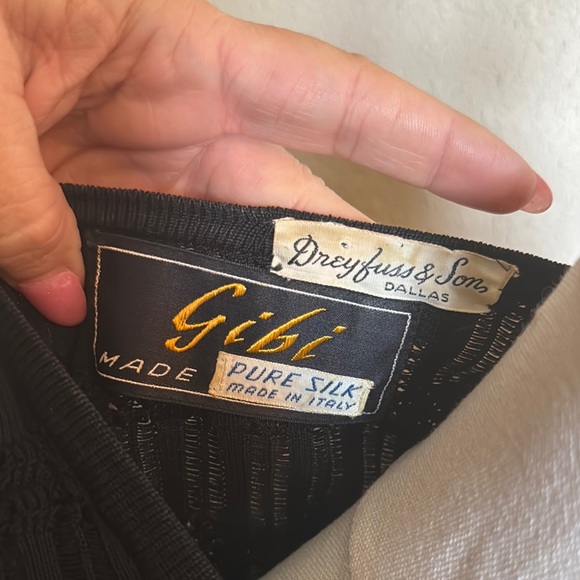 Dreyfuss & Son
DALLAS
Gibi
MADE
PURE SILK
MADE IN ITALY